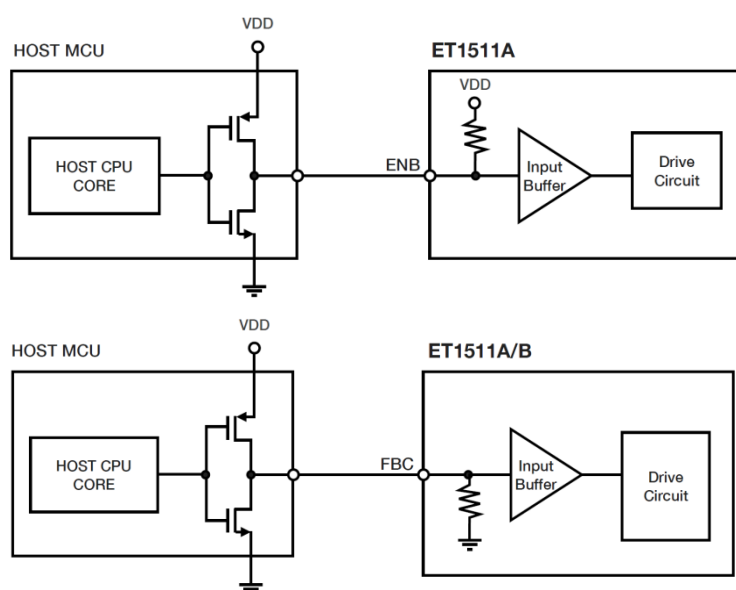 VDD
HOST MCU
ET1511A
VDD
HOST CPU
CORE
ENB
Input
Buffer
Drive
Circuit
VDD
HOST MCU
ET1511A/B
HOST CPU
CORE
FBC
Input
Buffer
Drive
Circuit